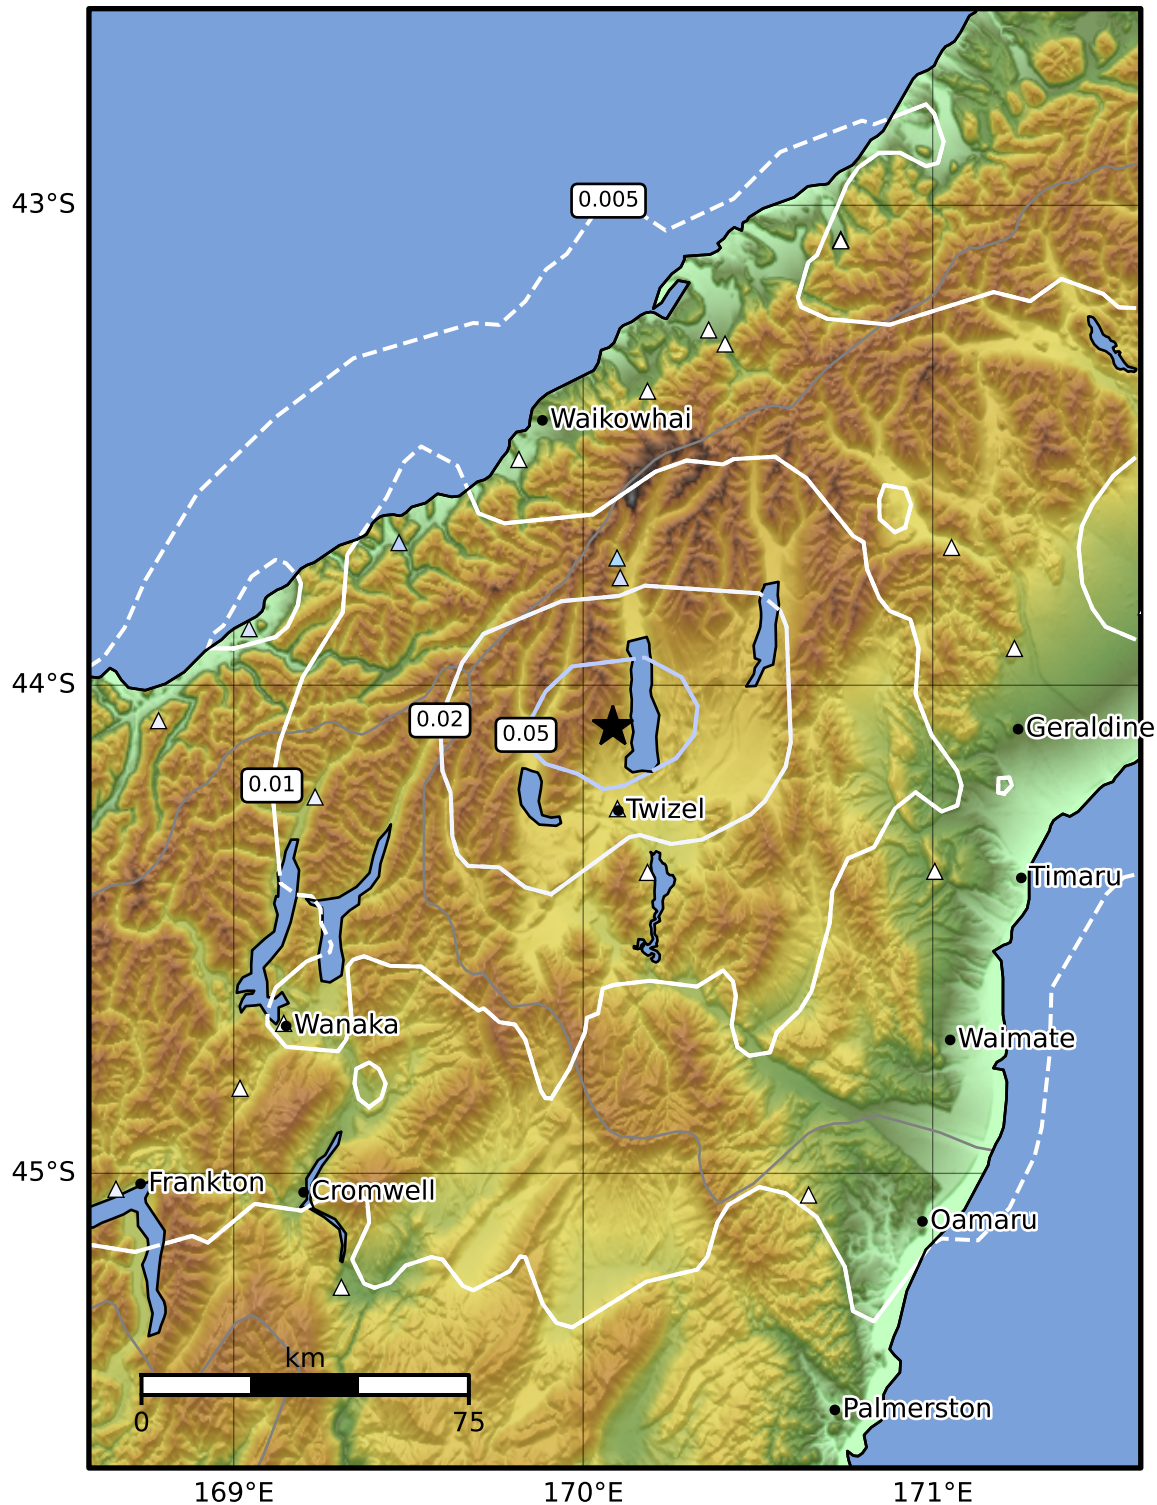 0.005
43°S
Waikowhai
44°S
0.02
0.05
Geraldine
0.01
Twizel
Timaru
Wanaka
Waimate
45°S
Frankton
Cromwell
Oamaru
km
0 75
Palmerston
169°E 170°E 171°E